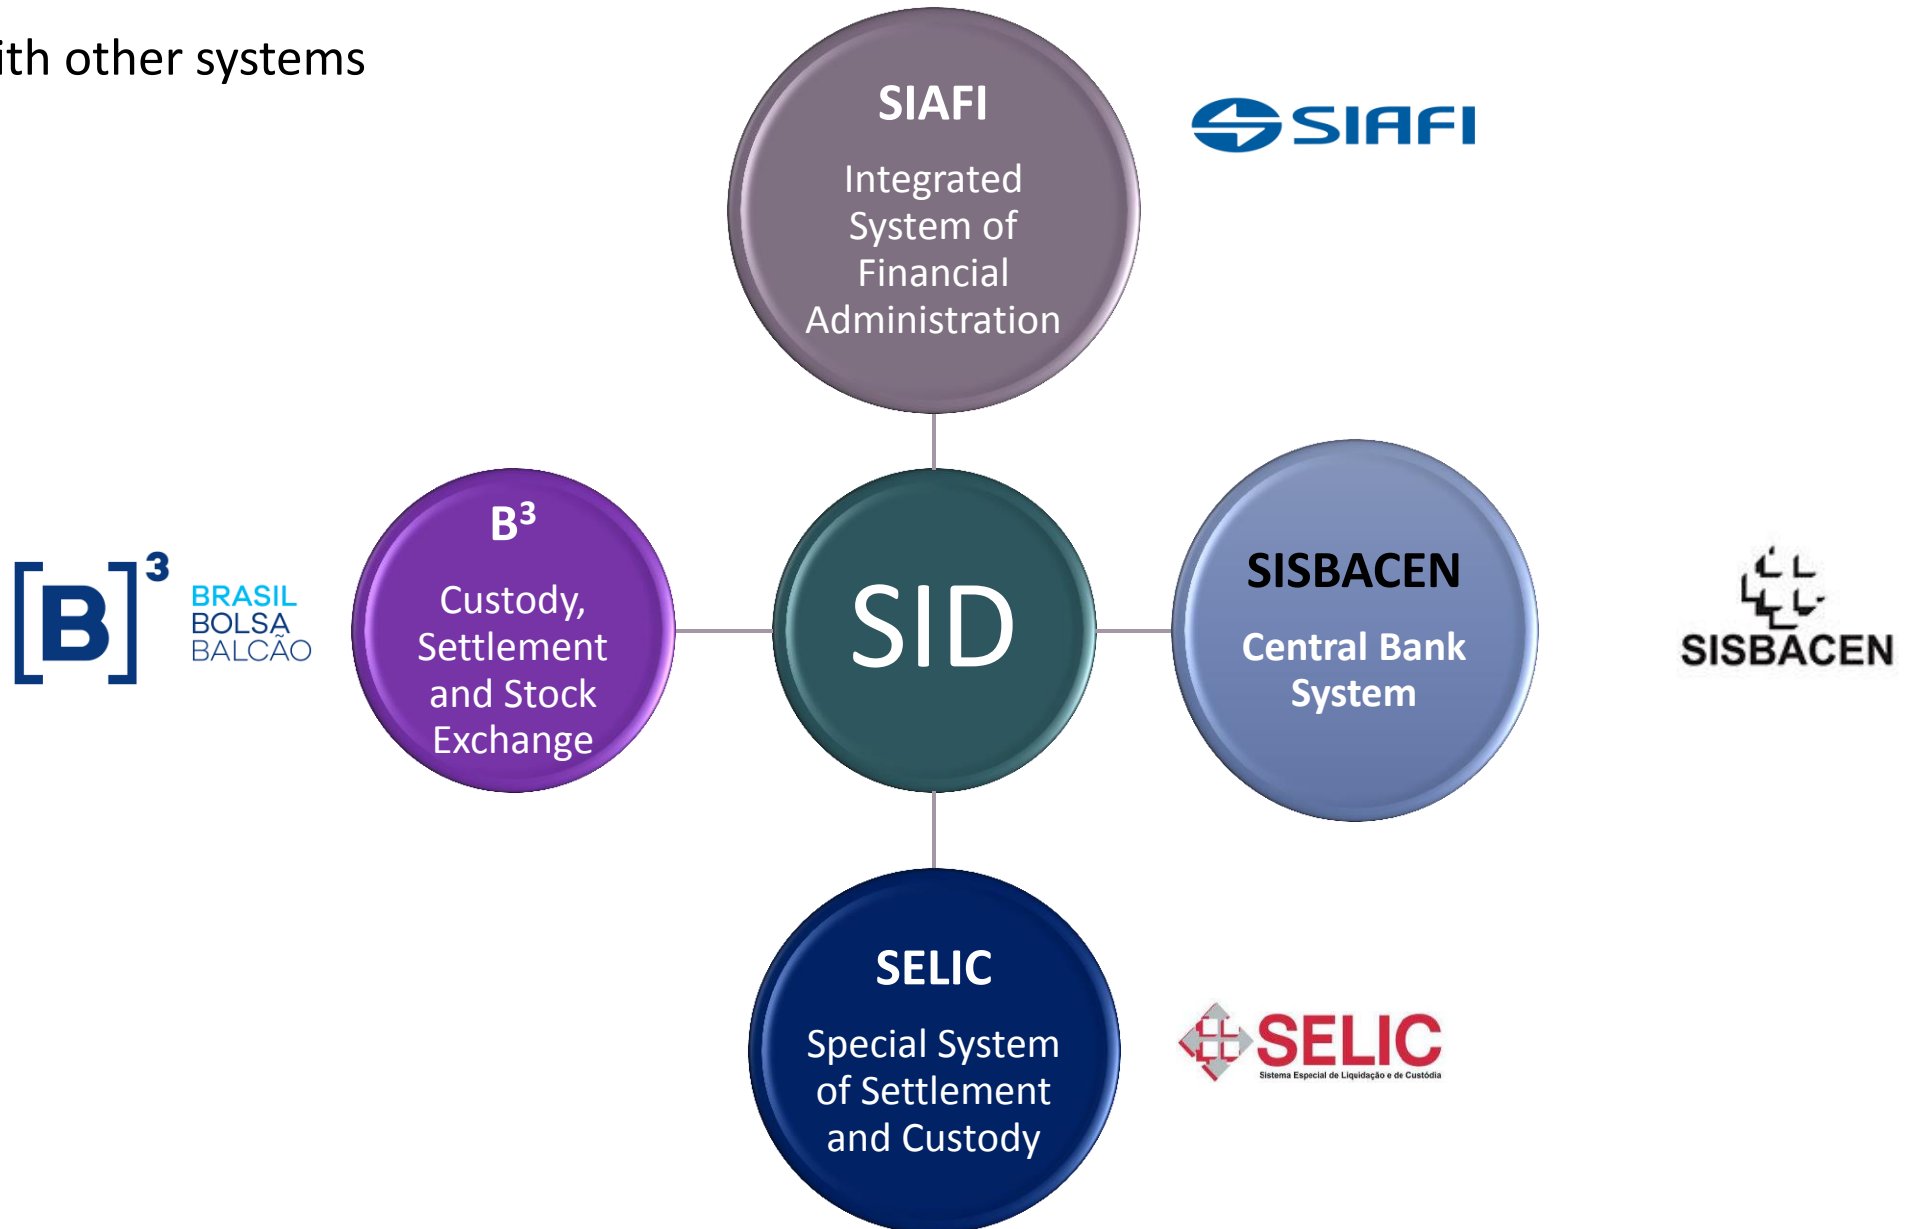 ith other systems
SIAFI
Integrated
System of
Financial
Administration
SIAFI
B³
Custody,
Settlement
and Stock
Exchange
[B]³
BRASIL
BOLSA
BALCÃO
SID
SISBACEN
Central Bank
System
SISBACEN
SELIC
Special System
of Settlement
and Custody
SELIC
Sistema Especial de Liquidação e de Custódia